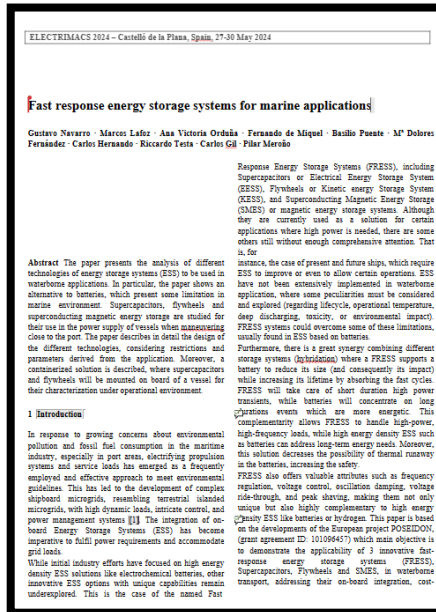 ELECTRIMACS 2024 – Castelló de la Plana, Spain, 27-30 May 2024
Fast response energy storage systems for marine applications
Gustavo Navarro · Marcos Lafoz · Ana Victoria Orduña · Fernando de Miquel · Basilio Puente · Mª Dolores
Fernández · Carlos Hernando · Riccardo Testa · Carlos Gil · Pilar Meroño
Abstract The paper presents the analysis of different
technologies of energy storage systems (ESS) to be used in
waterborne applications. In particular, the paper shows an
alternative to batteries, which present some limitation in
marine environment. Supercapacitors, flywheels and
superconducting magnetic energy storage are studied for
their use in the power supply of vessels when maneuvering
close to the port. The paper describes in detail the design of
the different technologies, considering restrictions and
parameters derived from the application. Moreover, a
containerized solution is described, where supercapacitors
and flywheels will be mounted on board of a vessel for
their characterization under operational environment.
1 Introduction
In response to growing concerns about environmental
pollution and fossil fuel consumption in the maritime
industry, especially in port areas, electrifying propulsion
systems and service loads has emerged as a frequently
employed and effective approach to meet environmental
guidelines. This has led to the development of complex
shipboard microgrids, resembling terrestrial islanded
microgrids, with high dynamic loads, intricate control, and
power management systems [1]. The integration of on-
board Energy Storage Systems (ESS) has become
imperative to fulfil power requirements and accommodate
grid loads.
While initial industry efforts have focused on high energy
density ESS solutions like electrochemical batteries, other
innovative ESS options with unique capabilities remain
underexplored. This is the case of the named Fast
Response Energy Storage Systems (FRESS), including
Supercapacitors or Electrical Energy Storage System
(EESS), Flywheels or Kinetic energy Storage System
(KESS), and Superconducting Magnetic Energy Storage
(SMES) or magnetic energy storage systems. Although
they are currently used as a solution for certain
applications where high power is needed, there are some
others still without enough comprehensive attention. That
is, for
instance, the case of present and future ships, which require
ESS to improve or even to allow certain operations. ESS
have not been extensively implemented in waterborne
application, where some peculiarities must be considered
and explored (regarding lifecycle, operational temperature,
deep discharging, toxicity, or environmental impact).
FRESS systems could overcome some of these limitations,
usually found in ESS based on batteries.
Furthermore, there is a great synergy combining different
storage systems (hybridization) where a FRESS supports a
battery to reduce its size (and consequently its impact)
while increasing its lifetime by absorbing the fast cycles.
FRESS will take care of short duration high power
transients, while batteries will concentrate on long
durations events which are more energetic. This
complementarity allows FRESS to handle high-power,
high-frequency loads, while high energy density ESS such
as batteries can address long-term energy needs. Moreover,
this solution decreases the possibility of thermal runaway
in the batteries, increasing the safety.
FRESS also offers valuable attributes such as frequency
regulation, voltage control, oscillation damping, voltage
ride-through, and peak shaving, making them not only
unique but also highly complementary to high energy
density ESS like batteries or hydrogen. This paper is based
on the developments of the European project POSEIDON,
(grant agreement ID: 101096457) which main objective is
to demonstrate the applicability of 3 innovative fast-
response energy storage systems (FRESS),
Supercapacitors, Flywheels and SMES, in waterborne
transport, addressing their on-board integration, cost-